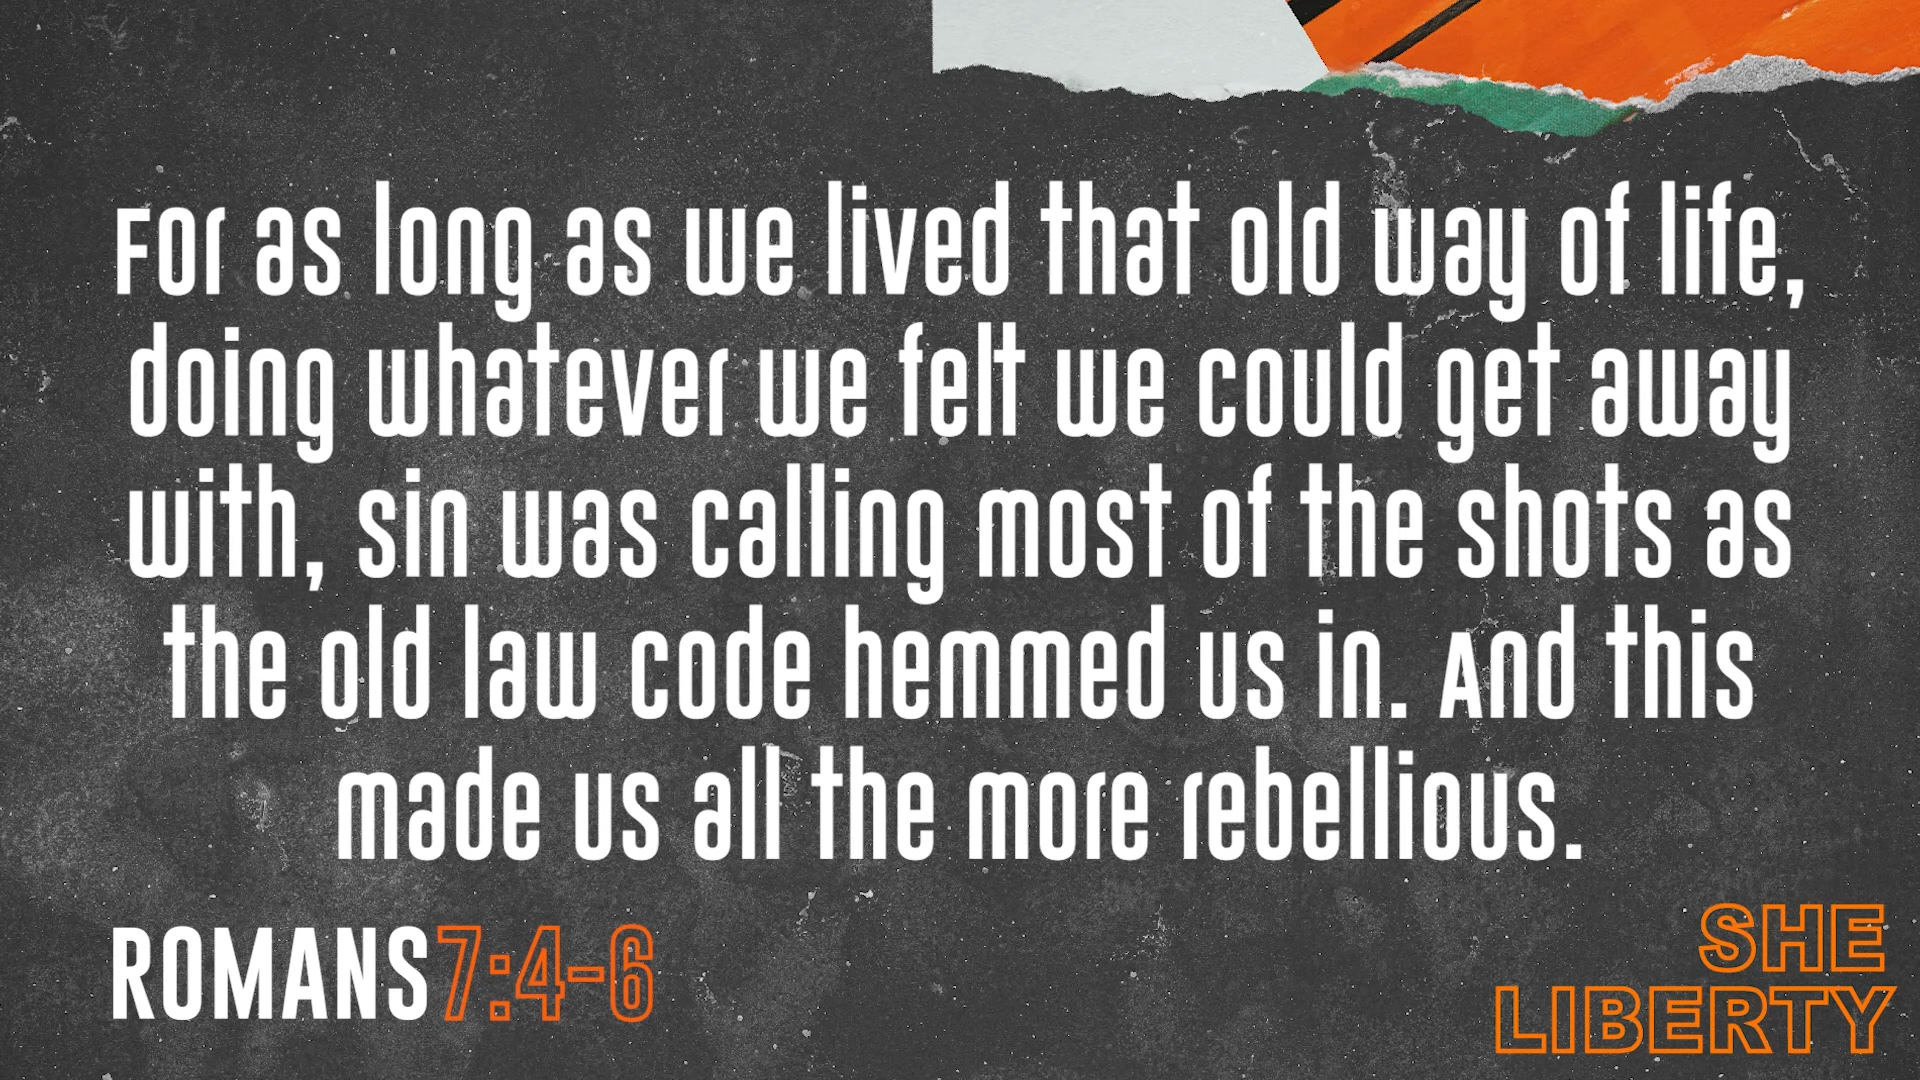 For as long as we lived that old way of life,
doing whatever we felt we could get away
with, sin was calling most of the shots as
the old law code hemmed us in. And this
made us all the more rebellious.
ROMANS 7:4-6
SHE
LIBERTY